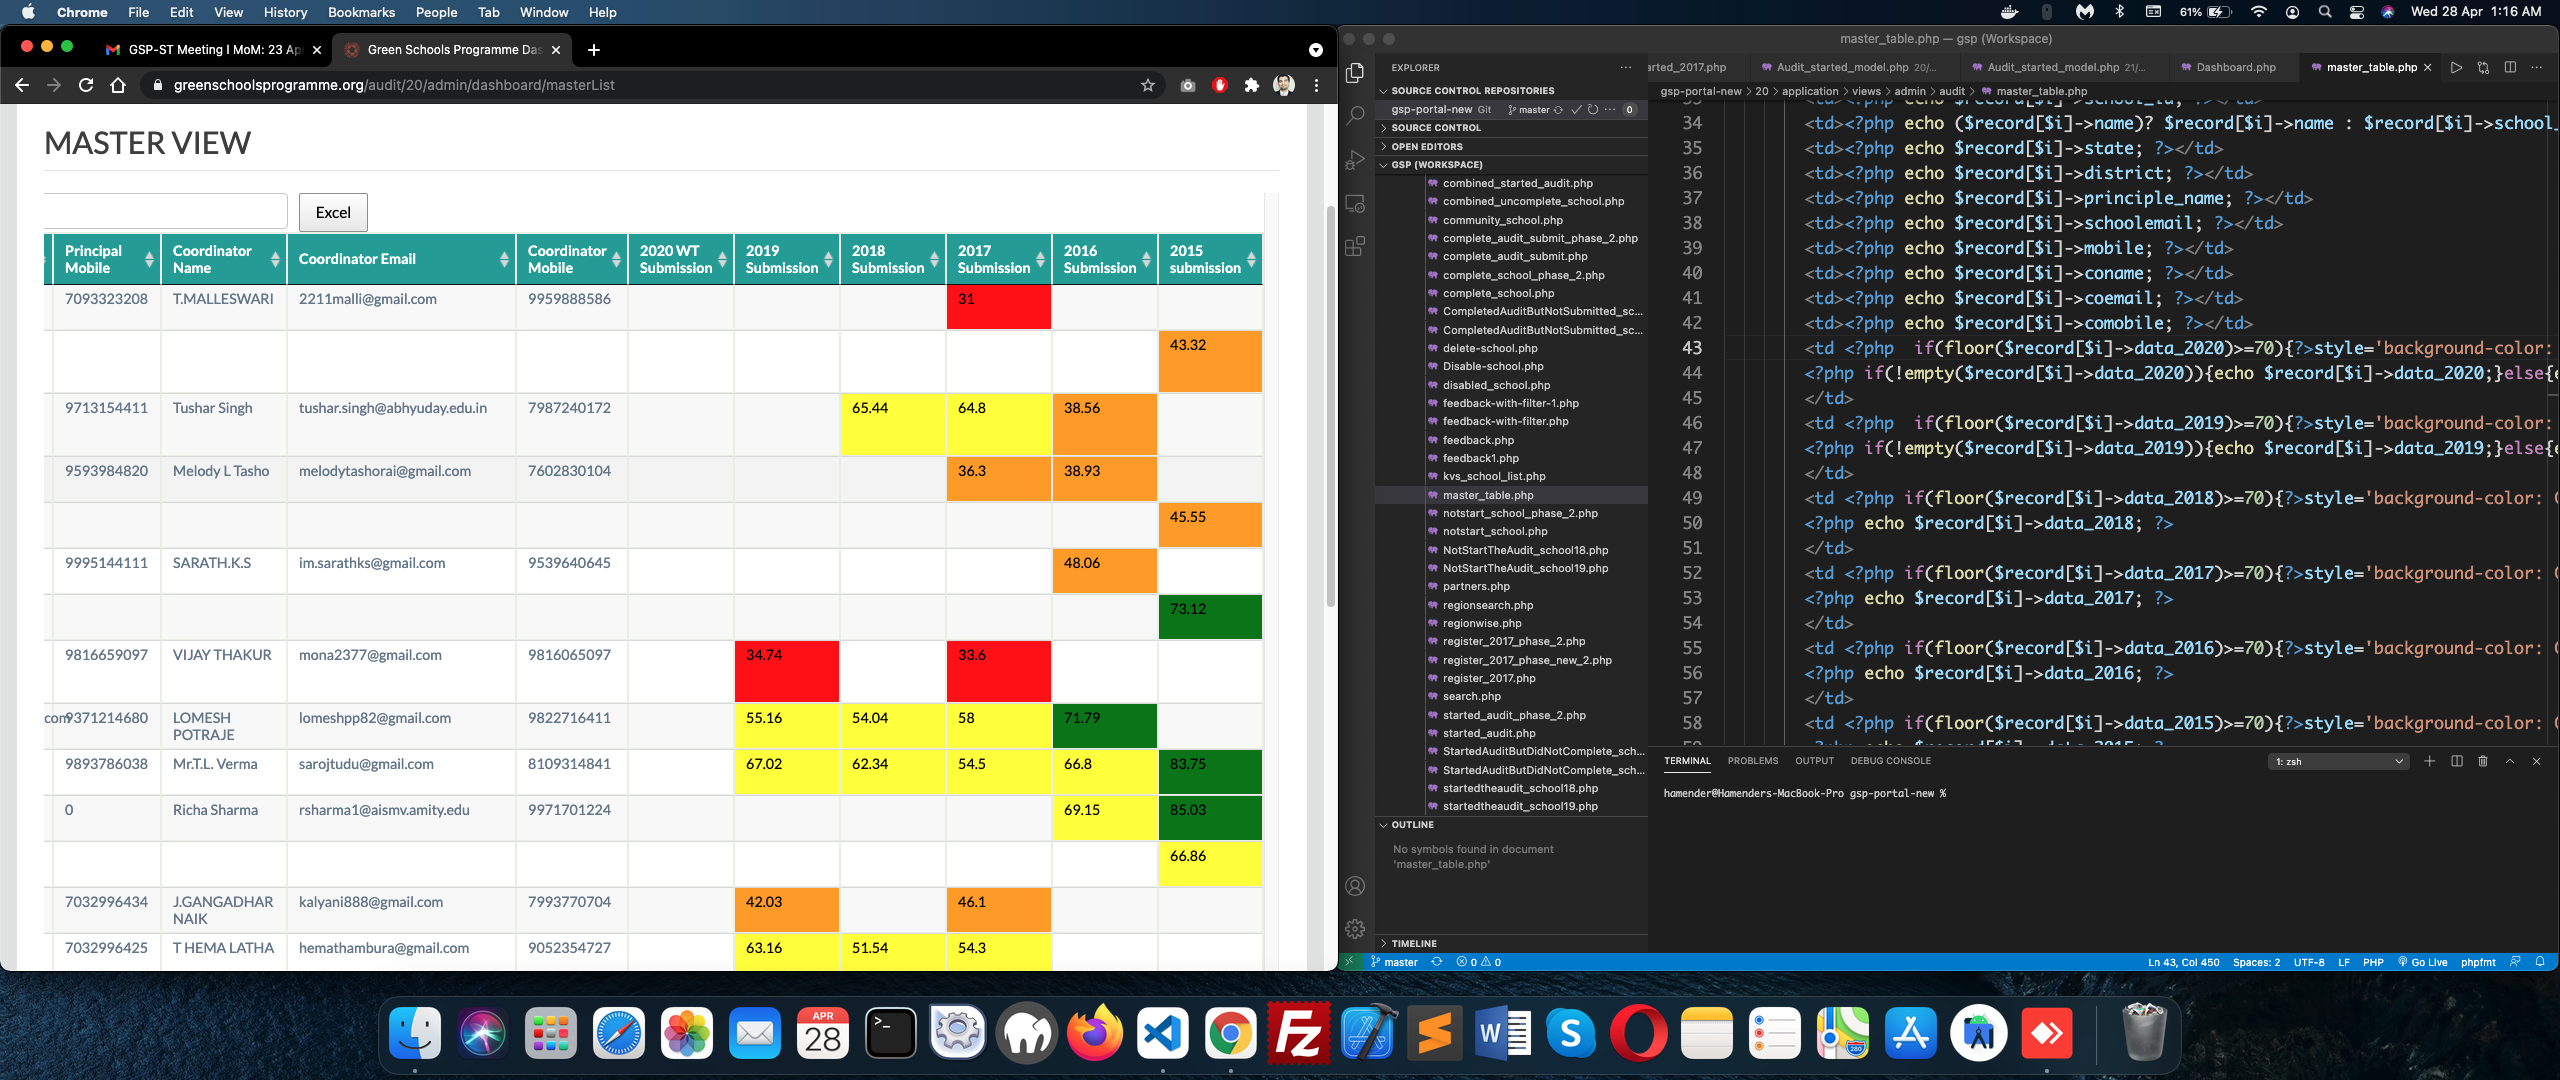 Chrome File Edit View History Bookmarks People Tab Window Help
61% Wed 28 Apr 1:16 AM
GSP-ST Meeting I MoM: 23 Ap
Green Schools Programme Das
greenschoolsprogramme.org/audit/20/admin/dashboard/masterList
MASTER VIEW
Excel
Principal Mobile Coordinator Name Coordinator Email Coordinator Mobile 2020 WT Submission 2019 Submission 2018 Submission 2017 Submission 2016 Submission 2015 submission
7093323208 T.MALLESWARI 2211malli@gmail.com 9959888586 31
43.32
9713154411 Tushar Singh tushar.singh@abhyuday.edu.in 7987240172 65.44 64.8 38.56
9593984820 Melody L Tasho melodytashorai@gmail.com 7602830104 36.3 38.93
45.55
9995144111 SARATH.K.S im.sarathks@gmail.com 9539640645 48.06
73.12
9816659097 VIJAY THAKUR mona2377@gmail.com 9816065097 34.74 33.6
com 9371214680 LOMESH POTRAJE lomeshpp82@gmail.com 9822716411 55.16 54.04 58 71.79
9893786038 Mr.T.L. Verma sarojtudu@gmail.com 8109314841 67.02 62.34 54.5 66.8 83.75
0 Richa Sharma rsharma1@aismv.amity.edu 9971701224 69.15 85.03
66.86
7032996434 J.GANGADHAR NAIK kalyani888@gmail.com 7993770704 42.03 46.1
7032996425 T HEMA LATHA hemathambura@gmail.com 9052354727 63.16 51.54 54.3
master_table.php — gsp (Workspace)
EXPLORER
SOURCE CONTROL REPOSITORIES
gsp-portal-new Git master 0
SOURCE CONTROL
OPEN EDITORS
GSP (WORKSPACE)
combined_started_audit.php
combined_uncomplete_school.php
community_school.php
complete_audit_submit_phase_2.php
complete_audit_submit.php
complete_school_phase_2.php
complete_school.php
CompletedAuditButNotSubmitted_sc...
CompletedAuditButNotSubmitted_sc...
delete-school.php
Disable-school.php
disabled_school.php
feedback-with-filter-1.php
feedback-with-filter.php
feedback.php
feedback1.php
kvs_school_list.php
master_table.php
notstart_school_phase_2.php
notstart_school.php
NotStartTheAudit_school18.php
NotStartTheAudit_school19.php
partners.php
regionsearch.php
regionwise.php
register_2017_phase_2.php
register_2017_phase_new_2.php
register_2017.php
search.php
started_audit_phase_2.php
started_audit.php
StartedAuditButDidNotComplete_sch...
StartedAuditButDidNotComplete_sch...
startedtheaudit_school18.php
startedtheaudit_school19.php
OUTLINE
No symbols found in document
'master_table.php'
TIMELINE
arted_2017.php Audit_started_model.php 20/... Audit_started_model.php 21/... Dashboard.php master_table.php
gsp-portal-new > 20 > application > views > admin > audit > master_table.php
34 <td><?php echo ($record[$i]->name)? $record[$i]->name : $record[$i]->school_
35 <td><?php echo $record[$i]->state; ?></td>
36 <td><?php echo $record[$i]->district; ?></td>
37 <td><?php echo $record[$i]->principle_name; ?></td>
38 <td><?php echo $record[$i]->schoolemail; ?></td>
39 <td><?php echo $record[$i]->mobile; ?></td>
40 <td><?php echo $record[$i]->coname; ?></td>
41 <td><?php echo $record[$i]->coemail; ?></td>
42 <td><?php echo $record[$i]->comobile; ?></td>
43 <td <?php  if(floor($record[$i]->data_2020)>=70){?>style='background-color:
44 <?php if(!empty($record[$i]->data_2020)){echo $record[$i]->data_2020;}else{
45 </td>
46 <td <?php  if(floor($record[$i]->data_2019)>=70){?>style='background-color:
47 <?php if(!empty($record[$i]->data_2019)){echo $record[$i]->data_2019;}else{
48 </td>
49 <td <?php if(floor($record[$i]->data_2018)>=70){?>style='background-color:
50 <?php echo $record[$i]->data_2018; ?>
51 </td>
52 <td <?php if(floor($record[$i]->data_2017)>=70){?>style='background-color:
53 <?php echo $record[$i]->data_2017; ?>
54 </td>
55 <td <?php if(floor($record[$i]->data_2016)>=70){?>style='background-color:
56 <?php echo $record[$i]->data_2016; ?>
57 </td>
58 <td <?php if(floor($record[$i]->data_2015)>=70){?>style='background-color:
TERMINAL PROBLEMS OUTPUT DEBUG CONSOLE 1: zsh
hamender@Hamenders-MacBook-Pro gsp-portal-new %
master 0 0 Ln 43, Col 450 Spaces: 2 UTF-8 LF PHP Go Live phpfmt
APR
28